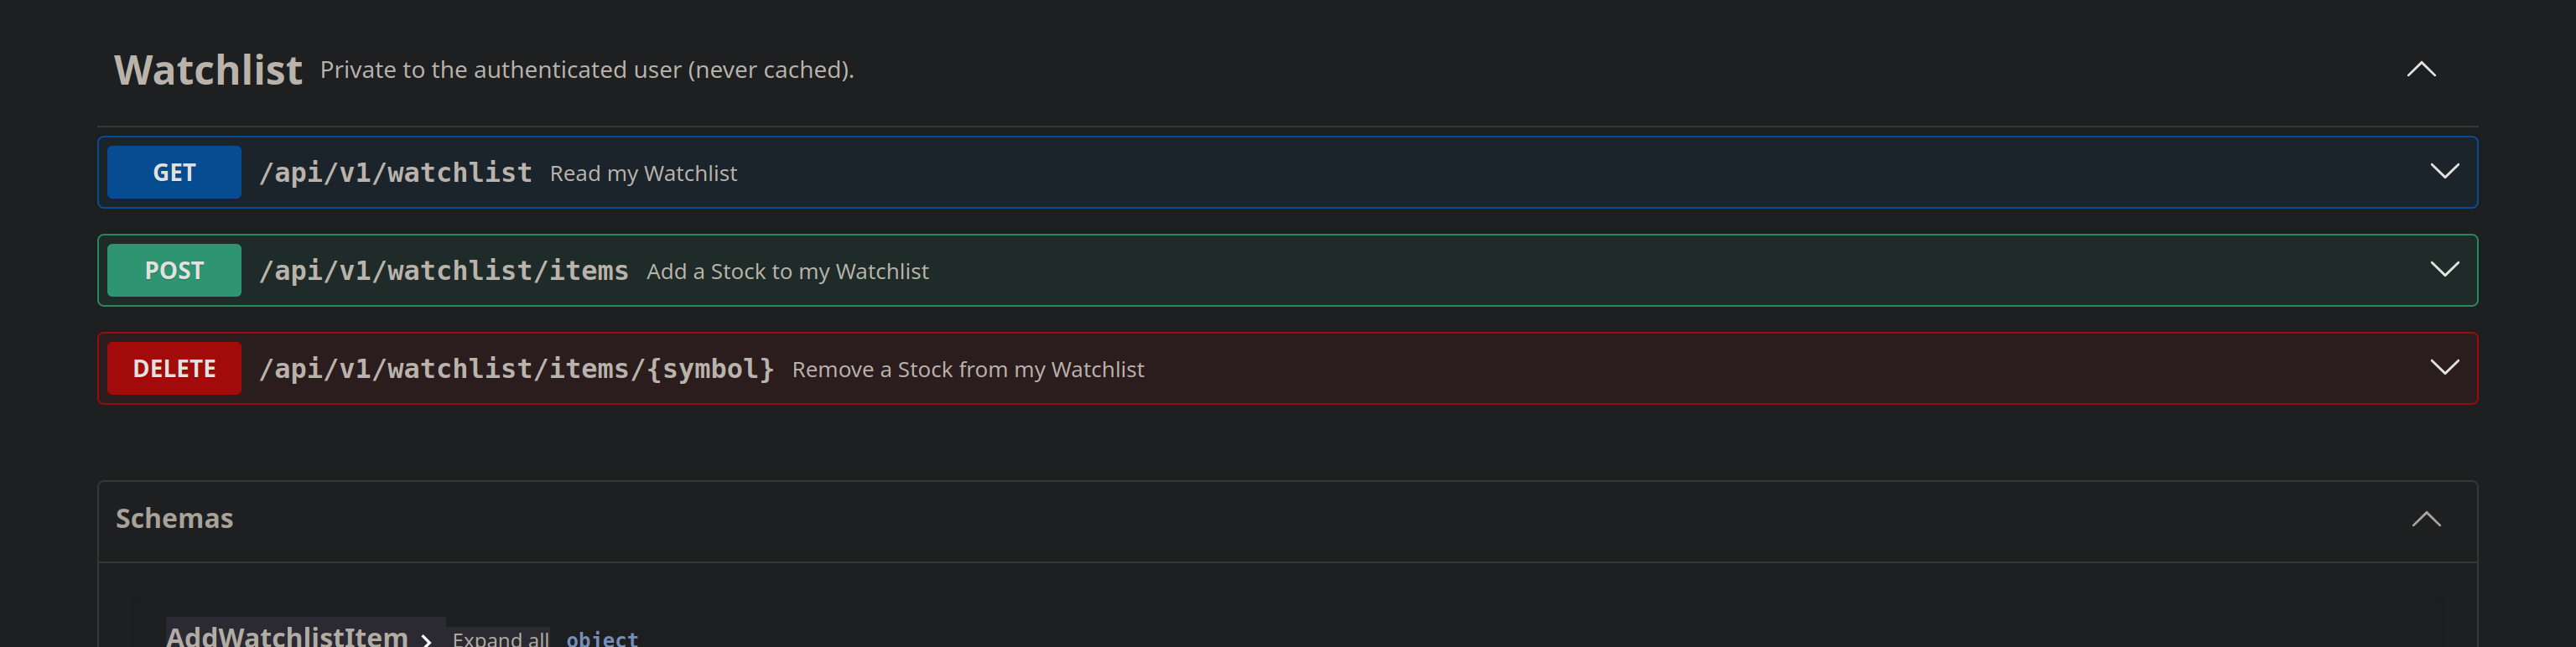 Watchlist Private to the authenticated user (never cached).
GET /api/v1/watchlist Read my Watchlist
POST /api/v1/watchlist/items Add a Stock to my Watchlist
DELETE /api/v1/watchlist/items/{symbol} Remove a Stock from my Watchlist
Schemas
AddWatchlistItem Expand all object